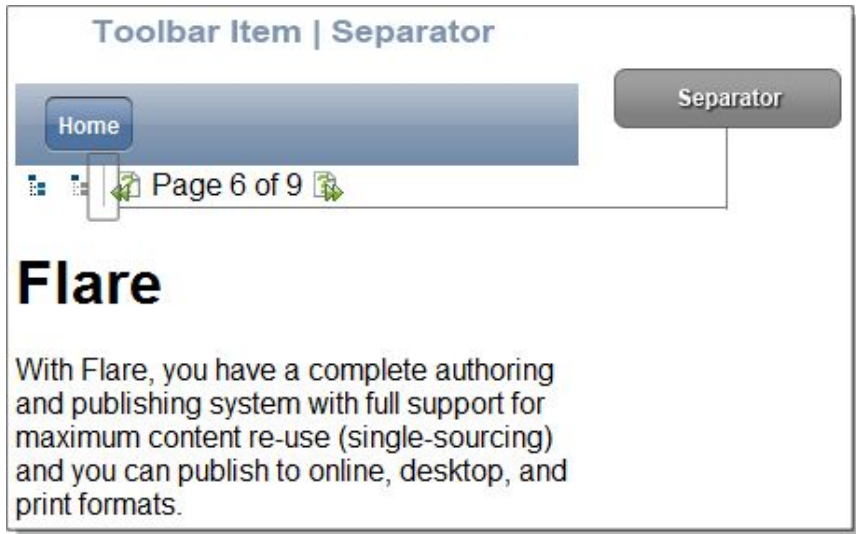 Toolbar Item | Separator
Separator
Home
Page 6 of 9
Flare
With Flare, you have a complete authoring
and publishing system with full support for
maximum content re-use (single-sourcing)
and you can publish to online, desktop, and
print formats.